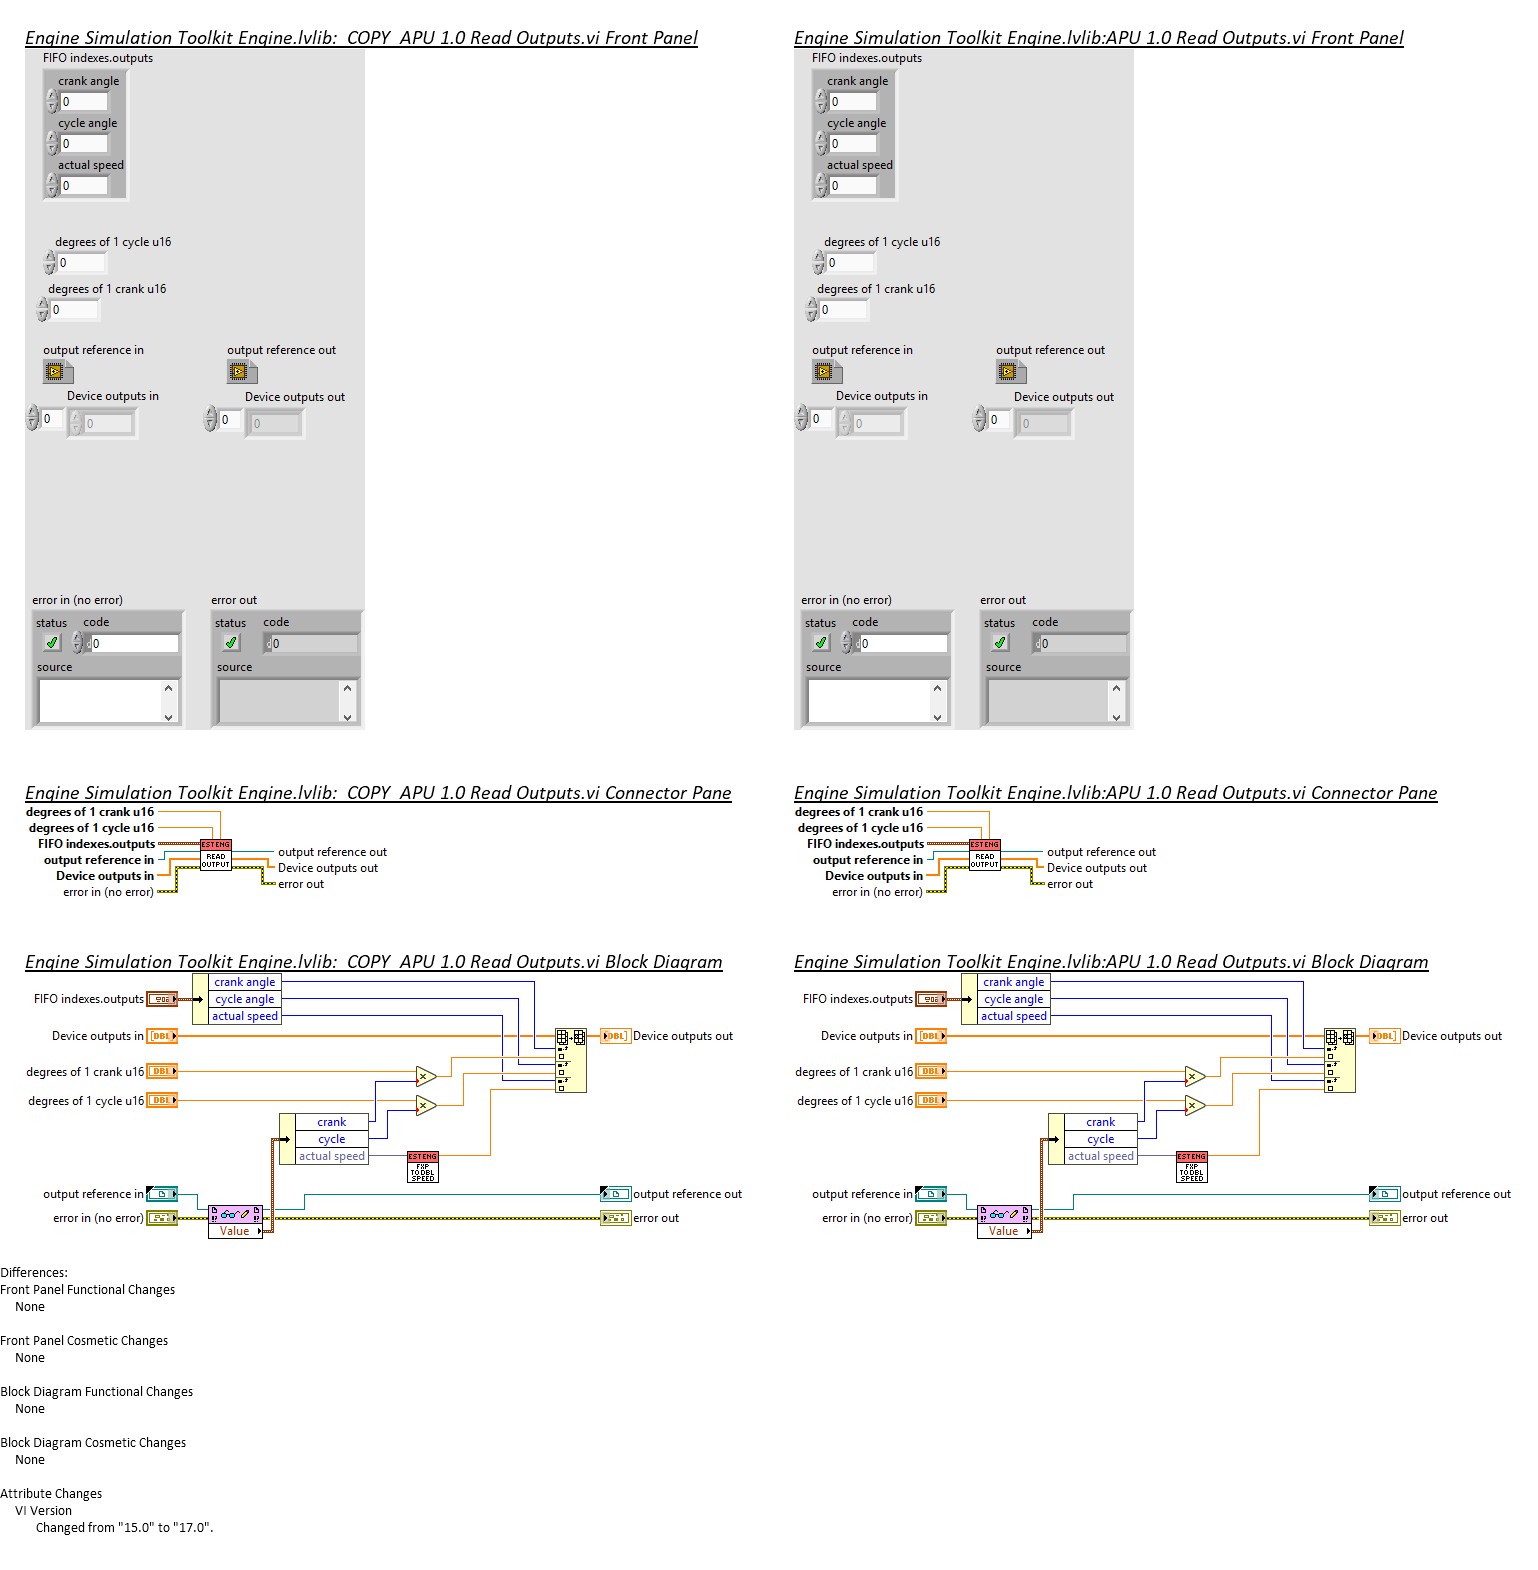 Engine Simulation Toolkit Engine.lvlib:  COPY  APU 1.0 Read Outputs.vi Front Panel
FIFO indexes.outputs
crank angle
0
cycle angle
0
actual speed
0
degrees of 1 cycle u16
0
degrees of 1 crank u16
0
output reference in
output reference out
Device outputs in
Device outputs out
0
0
0
0
error in (no error)
error out
status
code
status
code
d0
d0
source
source
Engine Simulation Toolkit Engine.lvlib:APU 1.0 Read Outputs.vi Front Panel
FIFO indexes.outputs
crank angle
0
cycle angle
0
actual speed
0
degrees of 1 cycle u16
0
degrees of 1 crank u16
0
output reference in
output reference out
Device outputs in
Device outputs out
0
0
0
0
error in (no error)
error out
status
code
status
code
d0
d0
source
source
Engine Simulation Toolkit Engine.lvlib:  COPY  APU 1.0 Read Outputs.vi Connector Pane
degrees of 1 crank u16
degrees of 1 cycle u16
FIFO indexes.outputs
output reference in
Device outputs in
error in (no error)
ESTENG
READ
OUTPUT
output reference out
Device outputs out
error out
Engine Simulation Toolkit Engine.lvlib:APU 1.0 Read Outputs.vi Connector Pane
degrees of 1 crank u16
degrees of 1 cycle u16
FIFO indexes.outputs
output reference in
Device outputs in
error in (no error)
ESTENG
READ
OUTPUT
output reference out
Device outputs out
error out
Engine Simulation Toolkit Engine.lvlib:  COPY  APU 1.0 Read Outputs.vi Block Diagram
FIFO indexes.outputs
crank angle
cycle angle
actual speed
Device outputs in
[DBL]
[DBL]
Device outputs out
degrees of 1 crank u16
DBL
degrees of 1 cycle u16
DBL
crank
cycle
actual speed
ESTENG
FXP
TO DBL
SPEED
output reference in
output reference out
error in (no error)
error out
Value
Engine Simulation Toolkit Engine.lvlib:APU 1.0 Read Outputs.vi Block Diagram
FIFO indexes.outputs
crank angle
cycle angle
actual speed
Device outputs in
[DBL]
[DBL]
Device outputs out
degrees of 1 crank u16
DBL
degrees of 1 cycle u16
DBL
crank
cycle
actual speed
ESTENG
FXP
TO DBL
SPEED
output reference in
output reference out
error in (no error)
error out
Value
Differences:
Front Panel Functional Changes
None
Front Panel Cosmetic Changes
None
Block Diagram Functional Changes
None
Block Diagram Cosmetic Changes
None
Attribute Changes
VI Version
Changed from "15.0" to "17.0".